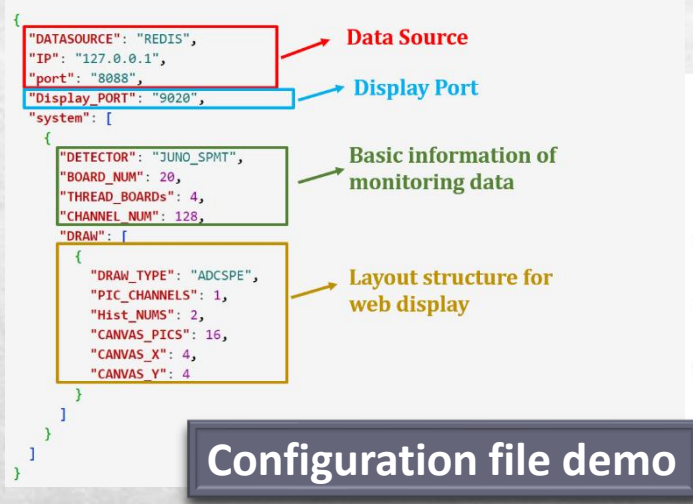 {
"DATASOURCE": "REDIS",
"IP": "127.0.0.1",
"port": "8088",
"Display_PORT": "9020",
"system": [
{
"DETECTOR": "JUNO_SPMT",
"BOARD_NUM": 20,
"THREAD_BOARDs": 4,
"CHANNEL_NUM": 128,
"DRAW": [
{
"DRAW_TYPE": "ADCSPE",
"PIC_CHANNELS": 1,
"Hist_NUMS": 2,
"CANVAS_PICS": 16,
"CANVAS_X": 4,
"CANVAS_Y": 4
}
]
}
]
}
Data Source
Display Port
Basic information of
monitoring data
Layout structure for
web display
Configuration file demo